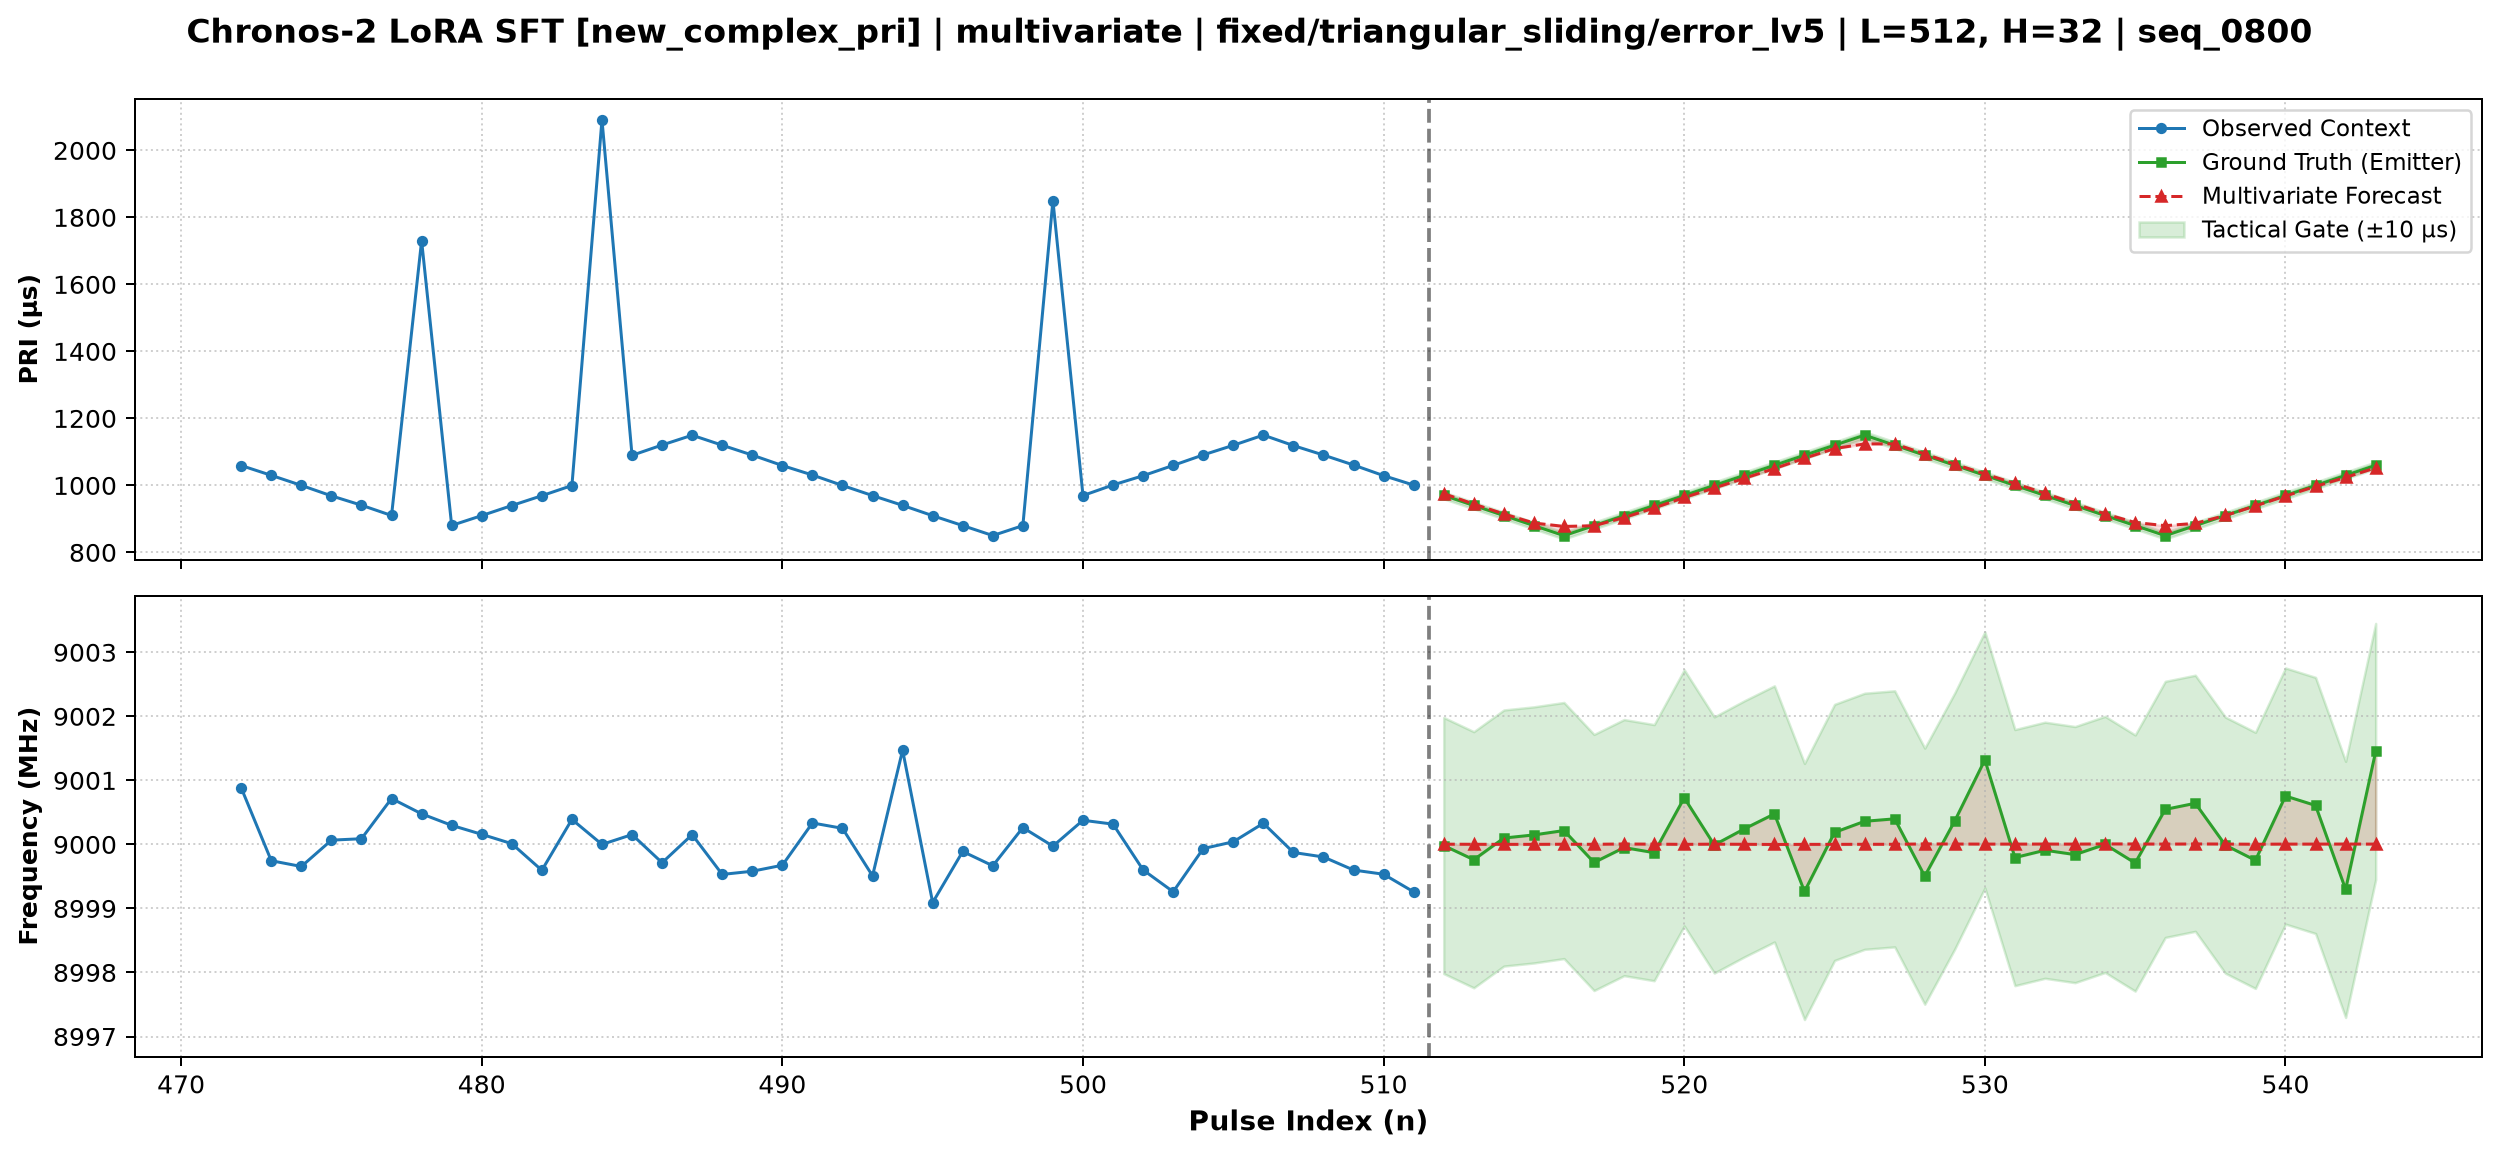 Chronos-2 LoRA SFT [new_complex_pri] | multivariate | fixed/triangular_sliding/error_lv5 | L=512, H=32 | seq_0800
PRI (µs)
2000
1800
1600
1400
1200
1000
800
Observed Context
Ground Truth (Emitter)
Multivariate Forecast
Tactical Gate (±10 µs)
Frequency (MHz)
9003
9002
9001
9000
8999
8998
8997
470 480 490 500 510 520 530 540
Pulse Index (n)